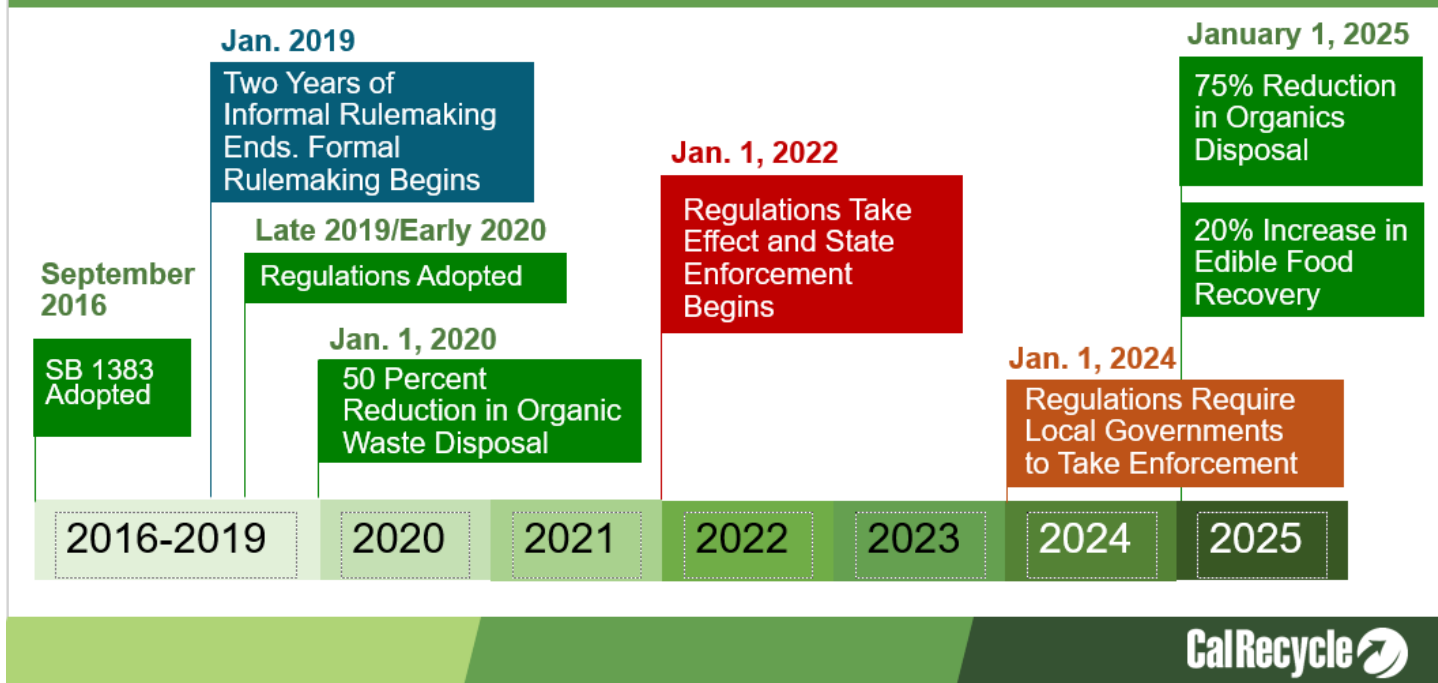 September
2016
SB 1383
Adopted
Jan. 2019
Two Years of
Informal Rulemaking
Ends. Formal
Rulemaking Begins
Late 2019/Early 2020
Regulations Adopted
Jan. 1, 2020
50 Percent
Reduction in Organic
Waste Disposal
Jan. 1, 2022
Regulations Take
Effect and State
Enforcement
Begins
Jan. 1, 2024
Regulations Require
Local Governments
to Take Enforcement
January 1, 2025
75% Reduction
in Organics
Disposal
20% Increase in
Edible Food
Recovery
2016-2019
2020
2021
2022
2023
2024
2025
CalRecycle